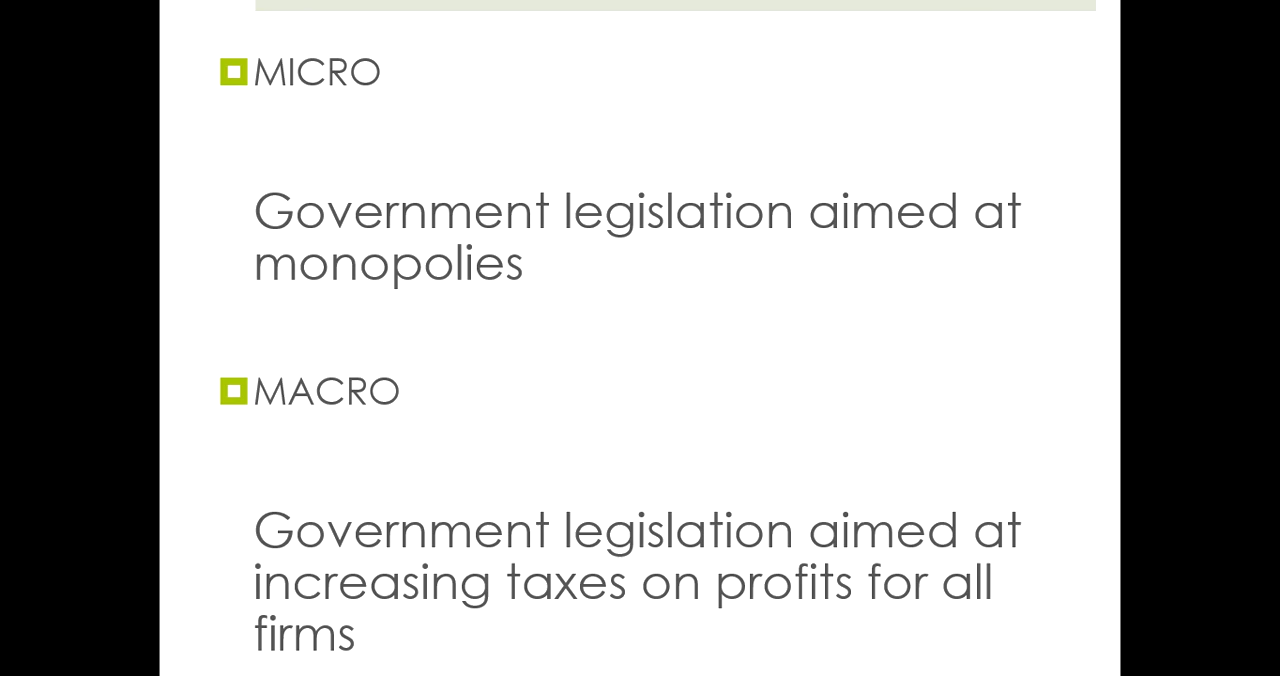 MICRO
Government legislation aimed at
monopolies
MACRO
Government legislation aimed at
increasing taxes on profits for all
firms